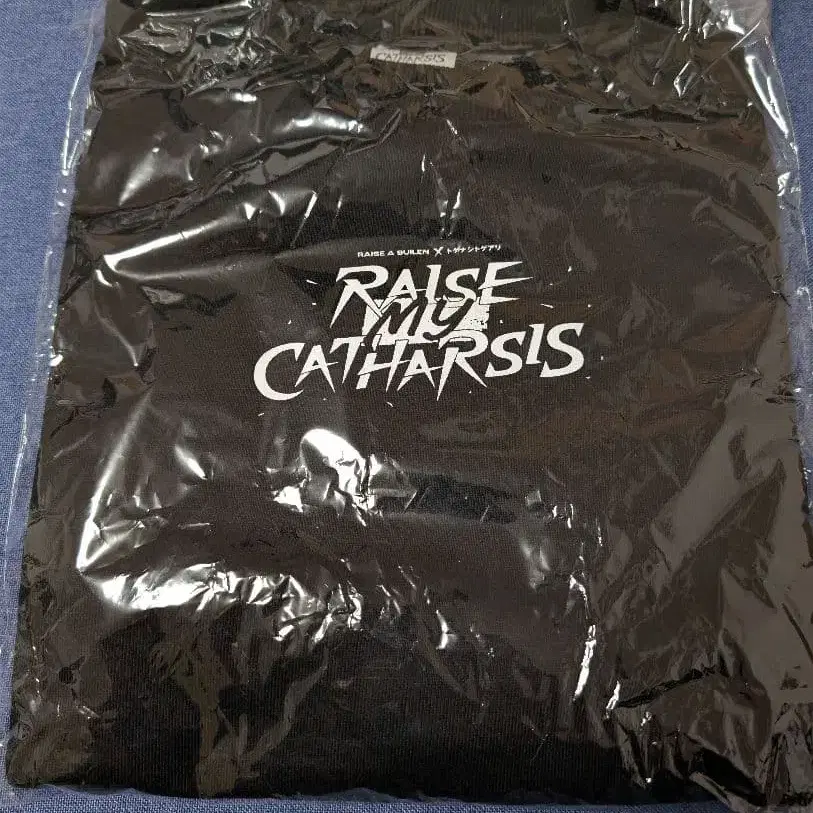 CATHARSIS
RAISE A SUILEN X トゲナシトゲアリ
RAISE
my
CATHARSIS